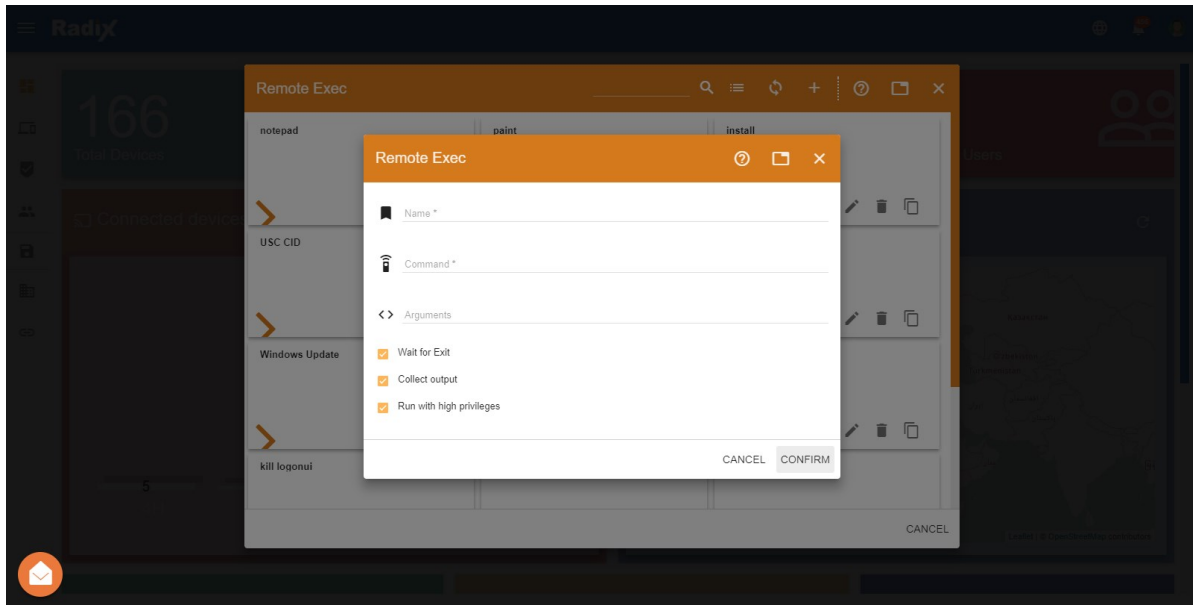 Radix
166
Total Devices
Users
Connected device
Remote Exec
notepad
paint
install
USC CID
Windows Update
kill logonui
CANCEL
Remote Exec
Name *
Command *
Arguments
Wait for Exit
Collect output
Run with high privileges
CANCEL CONFIRM
5